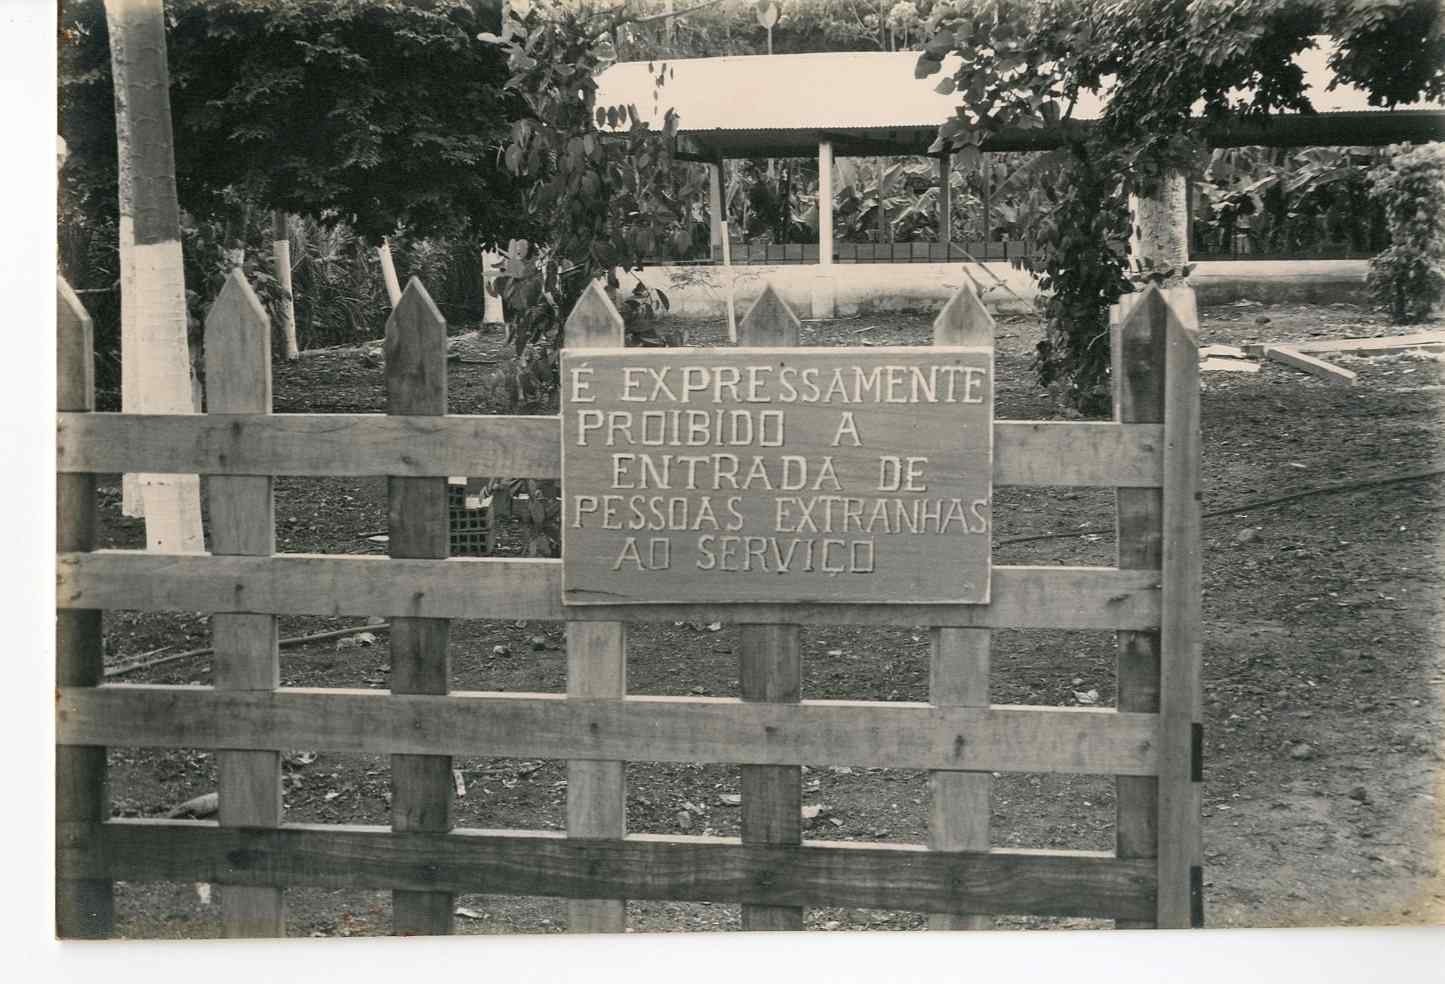 É EXPRESSAMENTE
PROIBIDO A
ENTRADA DE
PESSOAS EXTRANHAS
AO SERVIÇO